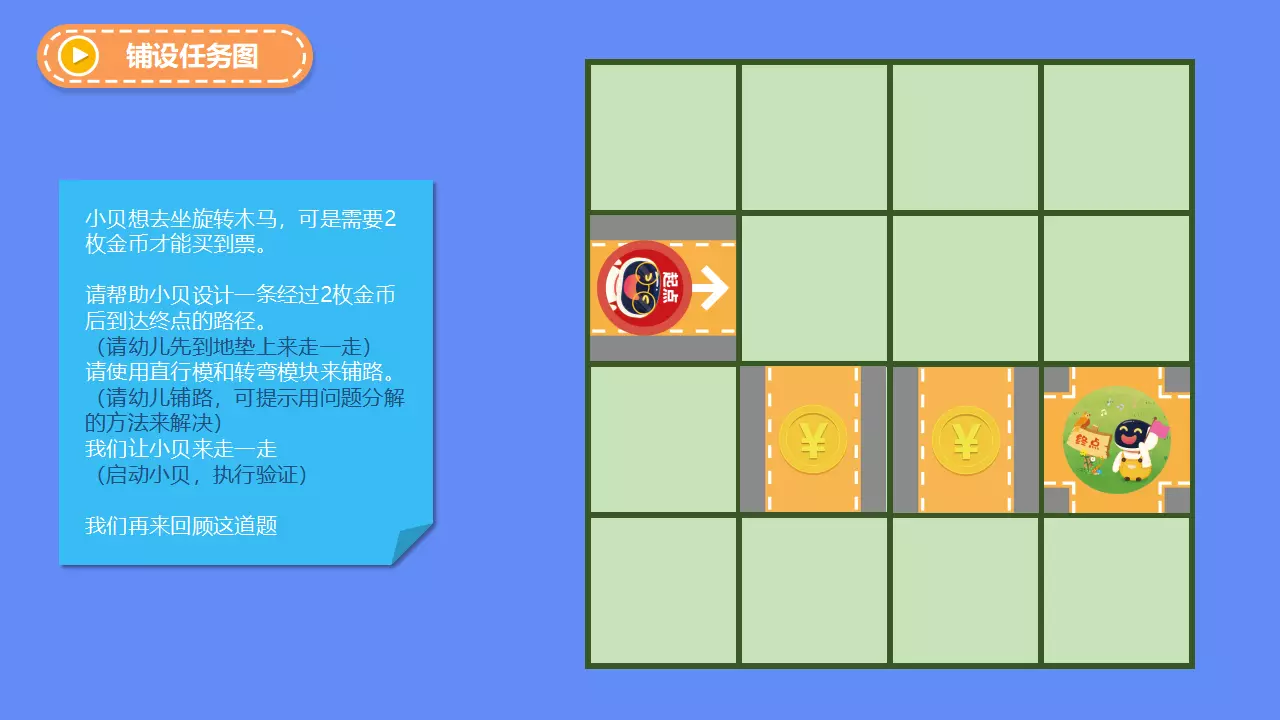 铺设任务图
小贝想去坐旋转木马，可是需要2
枚金币才能买到票。
请帮助小贝设计一条经过2枚金币
后到达终点的路径。
（请幼儿先到地垫上来走一走）
请使用直行模和转弯模块来铺路。
（请幼儿铺路，可提示用问题分解
的方法来解决）
我们让小贝来走一走
（启动小贝，执行验证）
我们再来回顾这道题
起点
¥
¥
终点